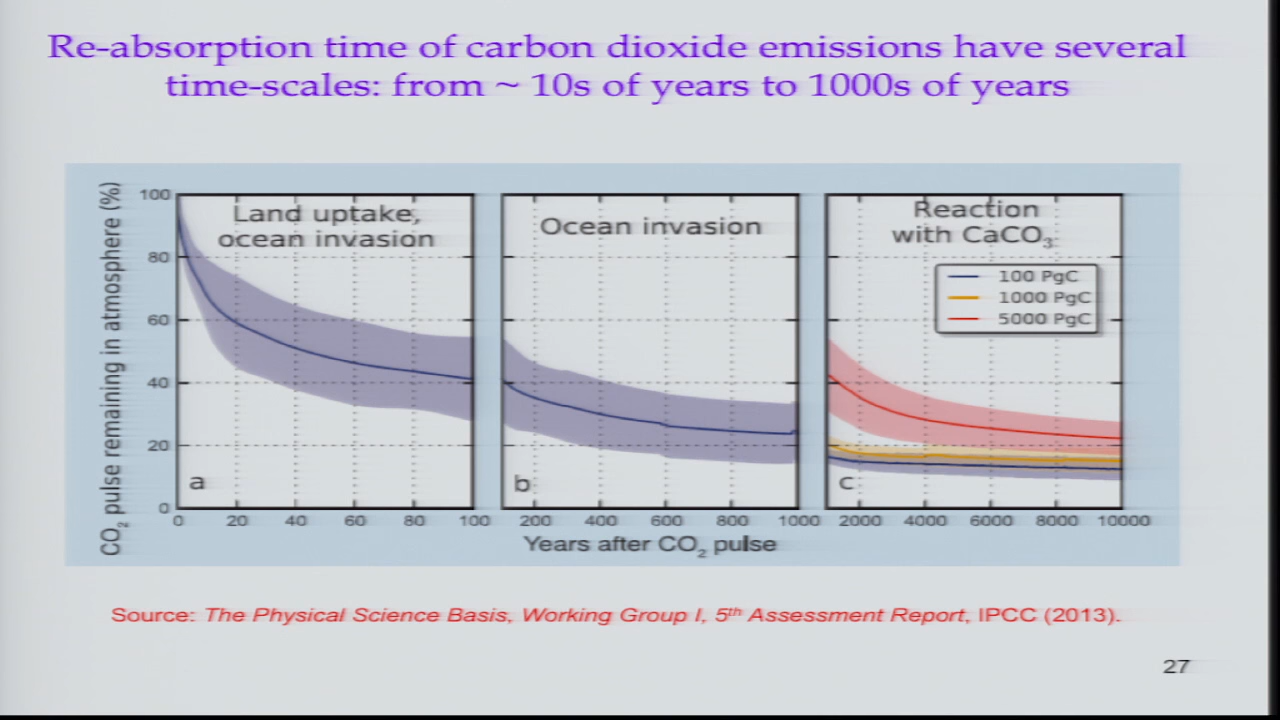 Re-absorption time of carbon dioxide emissions have several
time-scales: from ~ 10s of years to 1000s of years
CO₂ pulse remaining in atmosphere (%)
100
80
60
40
20
0
Land uptake,
ocean invasion
a
0 20 40 60 80 100
Ocean invasion
b
200 400 600 800 1000
Reaction
with CaCO₃
100 PgC
1000 PgC
5000 PgC
c
2000 4000 6000 8000 10000
Years after CO₂ pulse
Source: The Physical Science Basis, Working Group I, 5th Assessment Report, IPCC (2013).
27